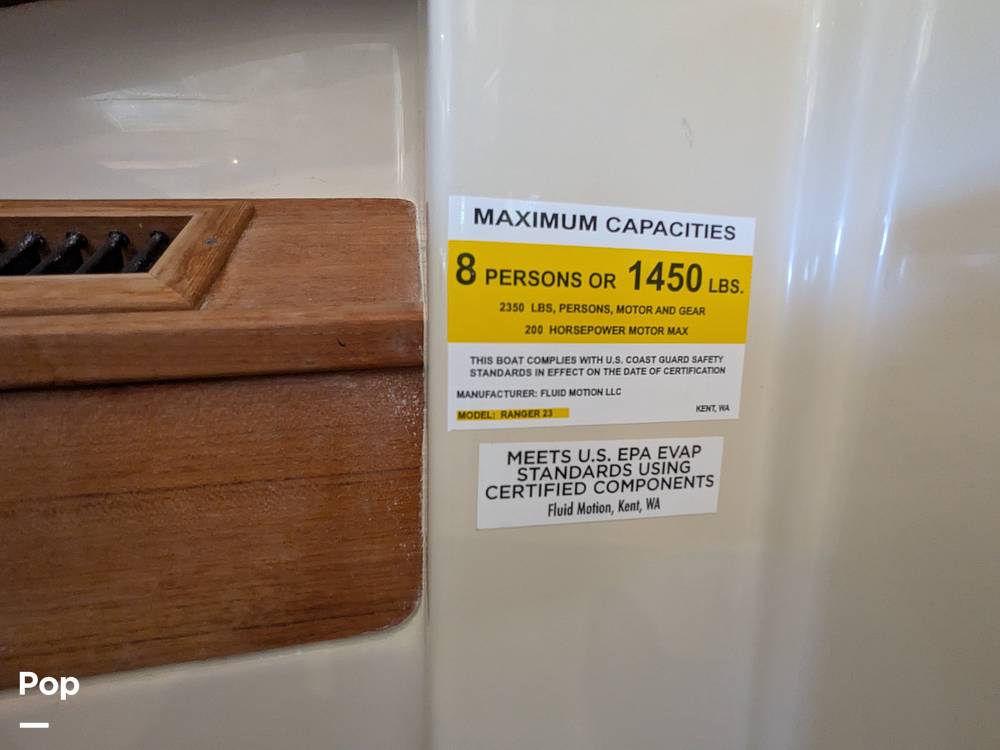 MAXIMUM CAPACITIES
8 PERSONS OR 1450 LBS.
2350 LBS, PERSONS, MOTOR AND GEAR
200 HORSEPOWER MOTOR MAX
THIS BOAT COMPLIES WITH U.S. COAST GUARD SAFETY
STANDARDS IN EFFECT ON THE DATE OF CERTIFICATION
MANUFACTURER: FLUID MOTION LLC
MODEL: RANGER 23 KENT, WA
MEETS U.S. EPA EVAP
STANDARDS USING
CERTIFIED COMPONENTS
Fluid Motion, Kent, WA
Pop